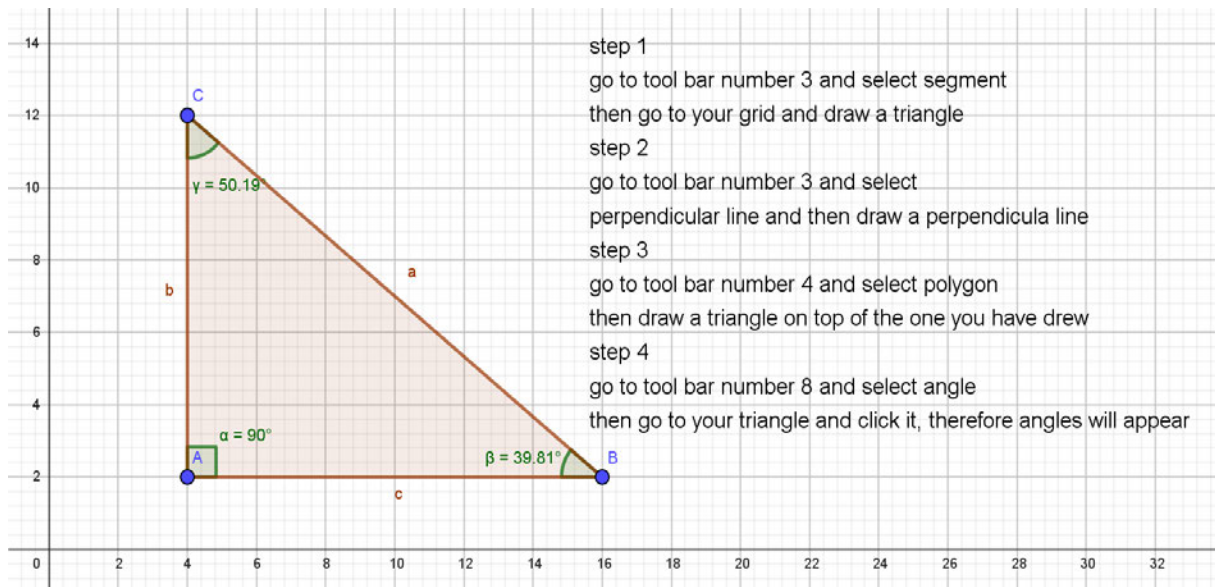 14
12
10
8
6
4
2
0
2
4
6
8
10
12
14
16
18
20
22
24
26
28
30
32
C
γ = 50.19°
b
a
α = 90°
A
β = 39.81°
B
c
step 1
go to tool bar number 3 and select segment
then go to your grid and draw a triangle
step 2
go to tool bar number 3 and select
perpendicular line and then draw a perpendicula line
step 3
go to tool bar number 4 and select polygon
then draw a triangle on top of the one you have drew
step 4
go to tool bar number 8 and select angle
then go to your triangle and click it, therefore angles will appear